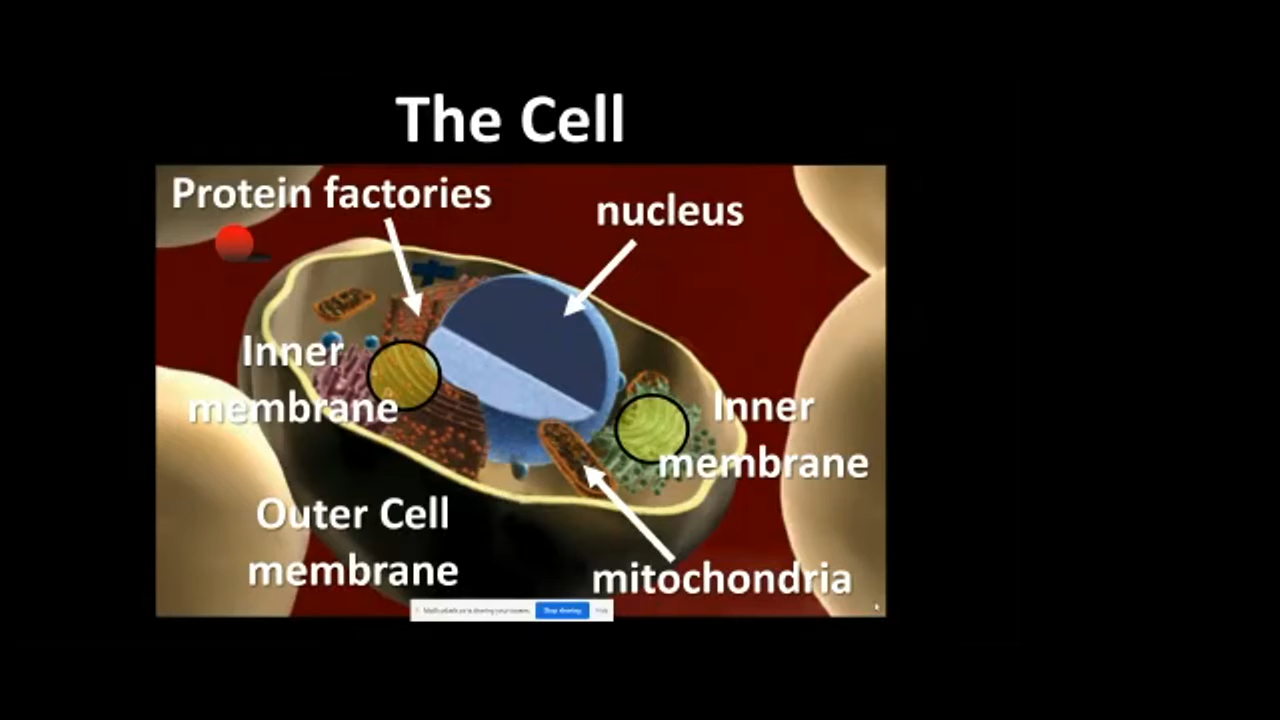 The Cell
Protein factories
nucleus
Inner
membrane
Inner
membrane
Outer Cell
membrane
mitochondria
Stop sharing